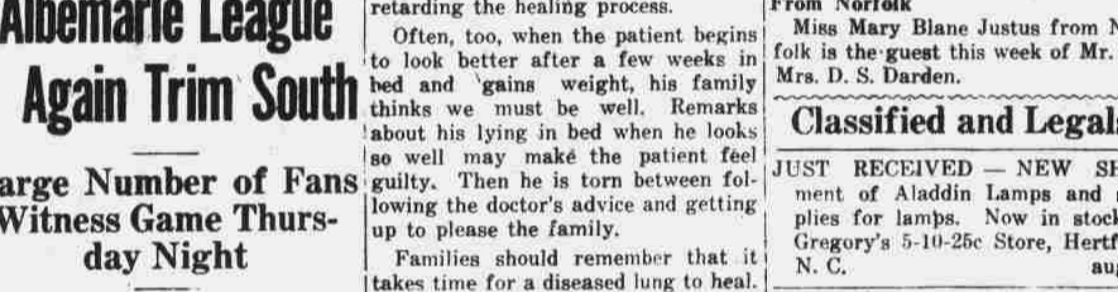 Albemarle League
Again Trim South
arge Number of Fans
Witness Game Thurs-
day Night
retarding the healing process.
Often, too, when the patient begins
to look better after a few weeks in
bed and gains weight, his family
thinks we must be well. Remarks
about his lying in bed when he looks
so well may make the patient feel
guilty. Then he is torn between fol-
lowing the doctor's advice and getting
up to please the family.
Families should remember that it
takes time for a diseased lung to heal.
From Norfolk
Miss Mary Blane Justus from N
folk is the guest this week of Mr.
Mrs. D. S. Darden.
Classified and Legals
JUST RECEIVED — NEW SH
ment of Aladdin Lamps and
plies for lamps. Now in stock
Gregory's 5-10-25c Store, Hertf
N. C. au